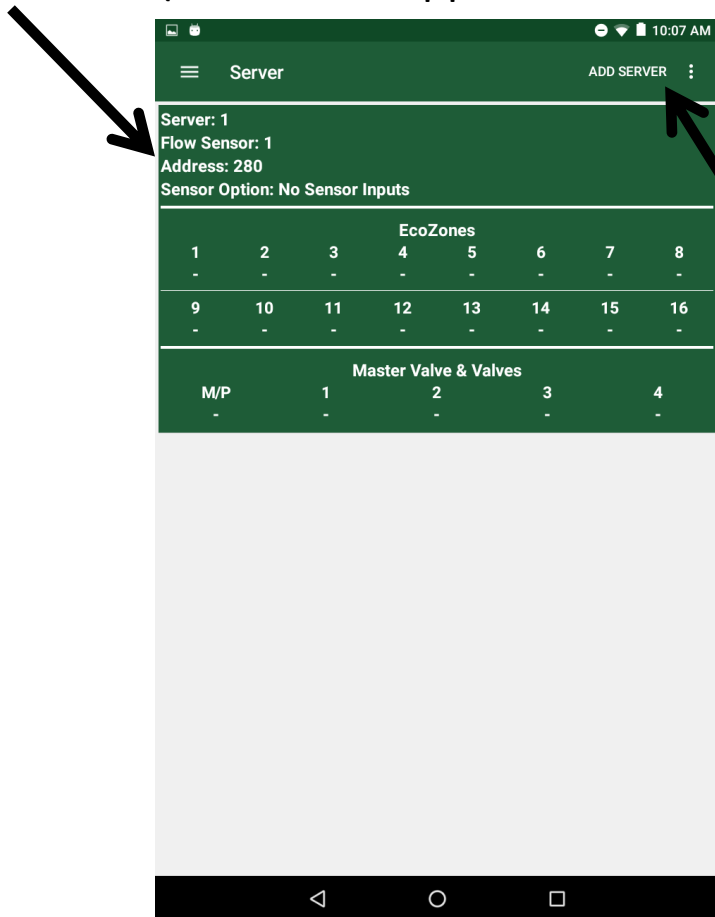 10:07 AM
Server ADD SERVER
Server: 1
Flow Sensor: 1
Address: 280
Sensor Option: No Sensor Inputs
EcoZones
1 2 3 4 5 6 7 8
- - - - - - - -
9 10 11 12 13 14 15 16
- - - - - - - -
Master Valve & Valves
M/P 1 2 3 4
- - - - -